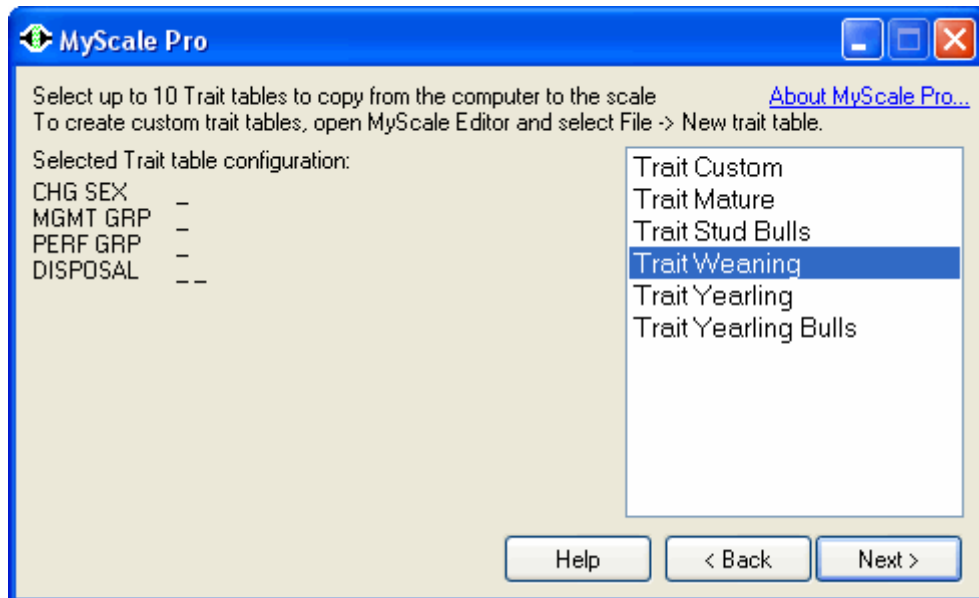 MyScale Pro
Select up to 10 Trait tables to copy from the computer to the scale
About MyScale Pro...
To create custom trait tables, open MyScale Editor and select File -> New trait table.
Selected Trait table configuration:
CHG SEX _
MGMT GRP _
PERF GRP _
DISPOSAL _ _
Trait Custom
Trait Mature
Trait Stud Bulls
Trait Weaning
Trait Yearling
Trait Yearling Bulls
Help
< Back
Next >